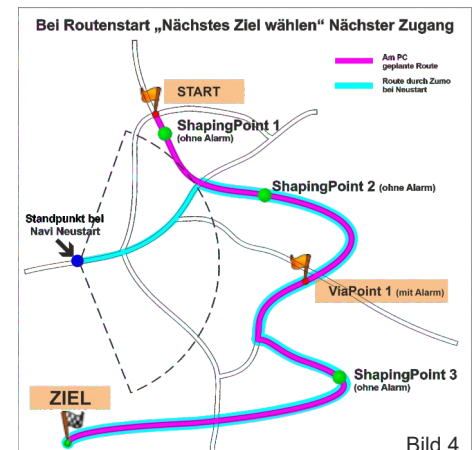 Bei Routenstart „Nächstes Ziel wählen“ Nächster Zugang
Am PC
geplante Route
Route durch Zumo
bei Neustart
START
ShapingPoint 1
(ohne Alarm)
ShapingPoint 2 (ohne Alarm)
Standpunkt bei
Navi Neustart
ViaPoint 1 (mit Alarm)
ShapingPoint 3
(ohne Alarm)
ZIEL
Bild 4